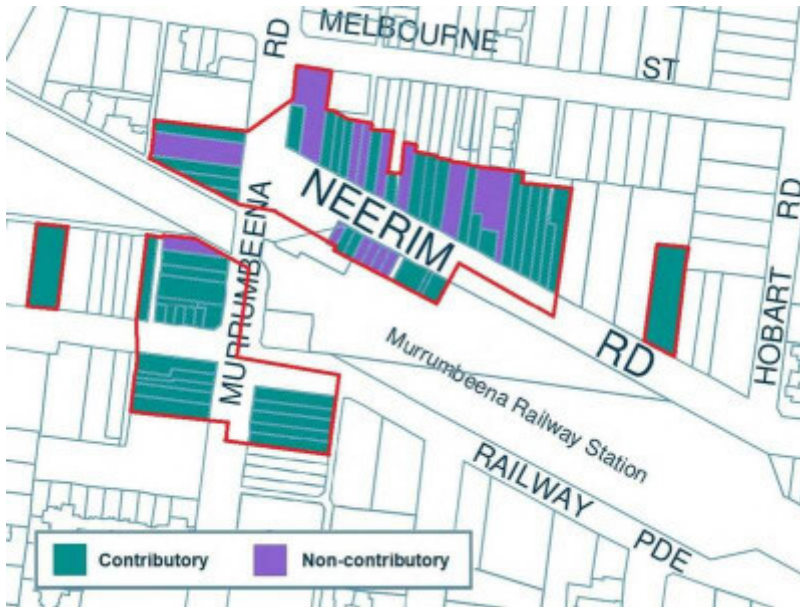 MELBOURNE ST
MURRUMBEENA RD
NEERIM RD
HOBART RD
Murrumbeena Railway Station
RAILWAY PDE
Contributory
Non-contributory